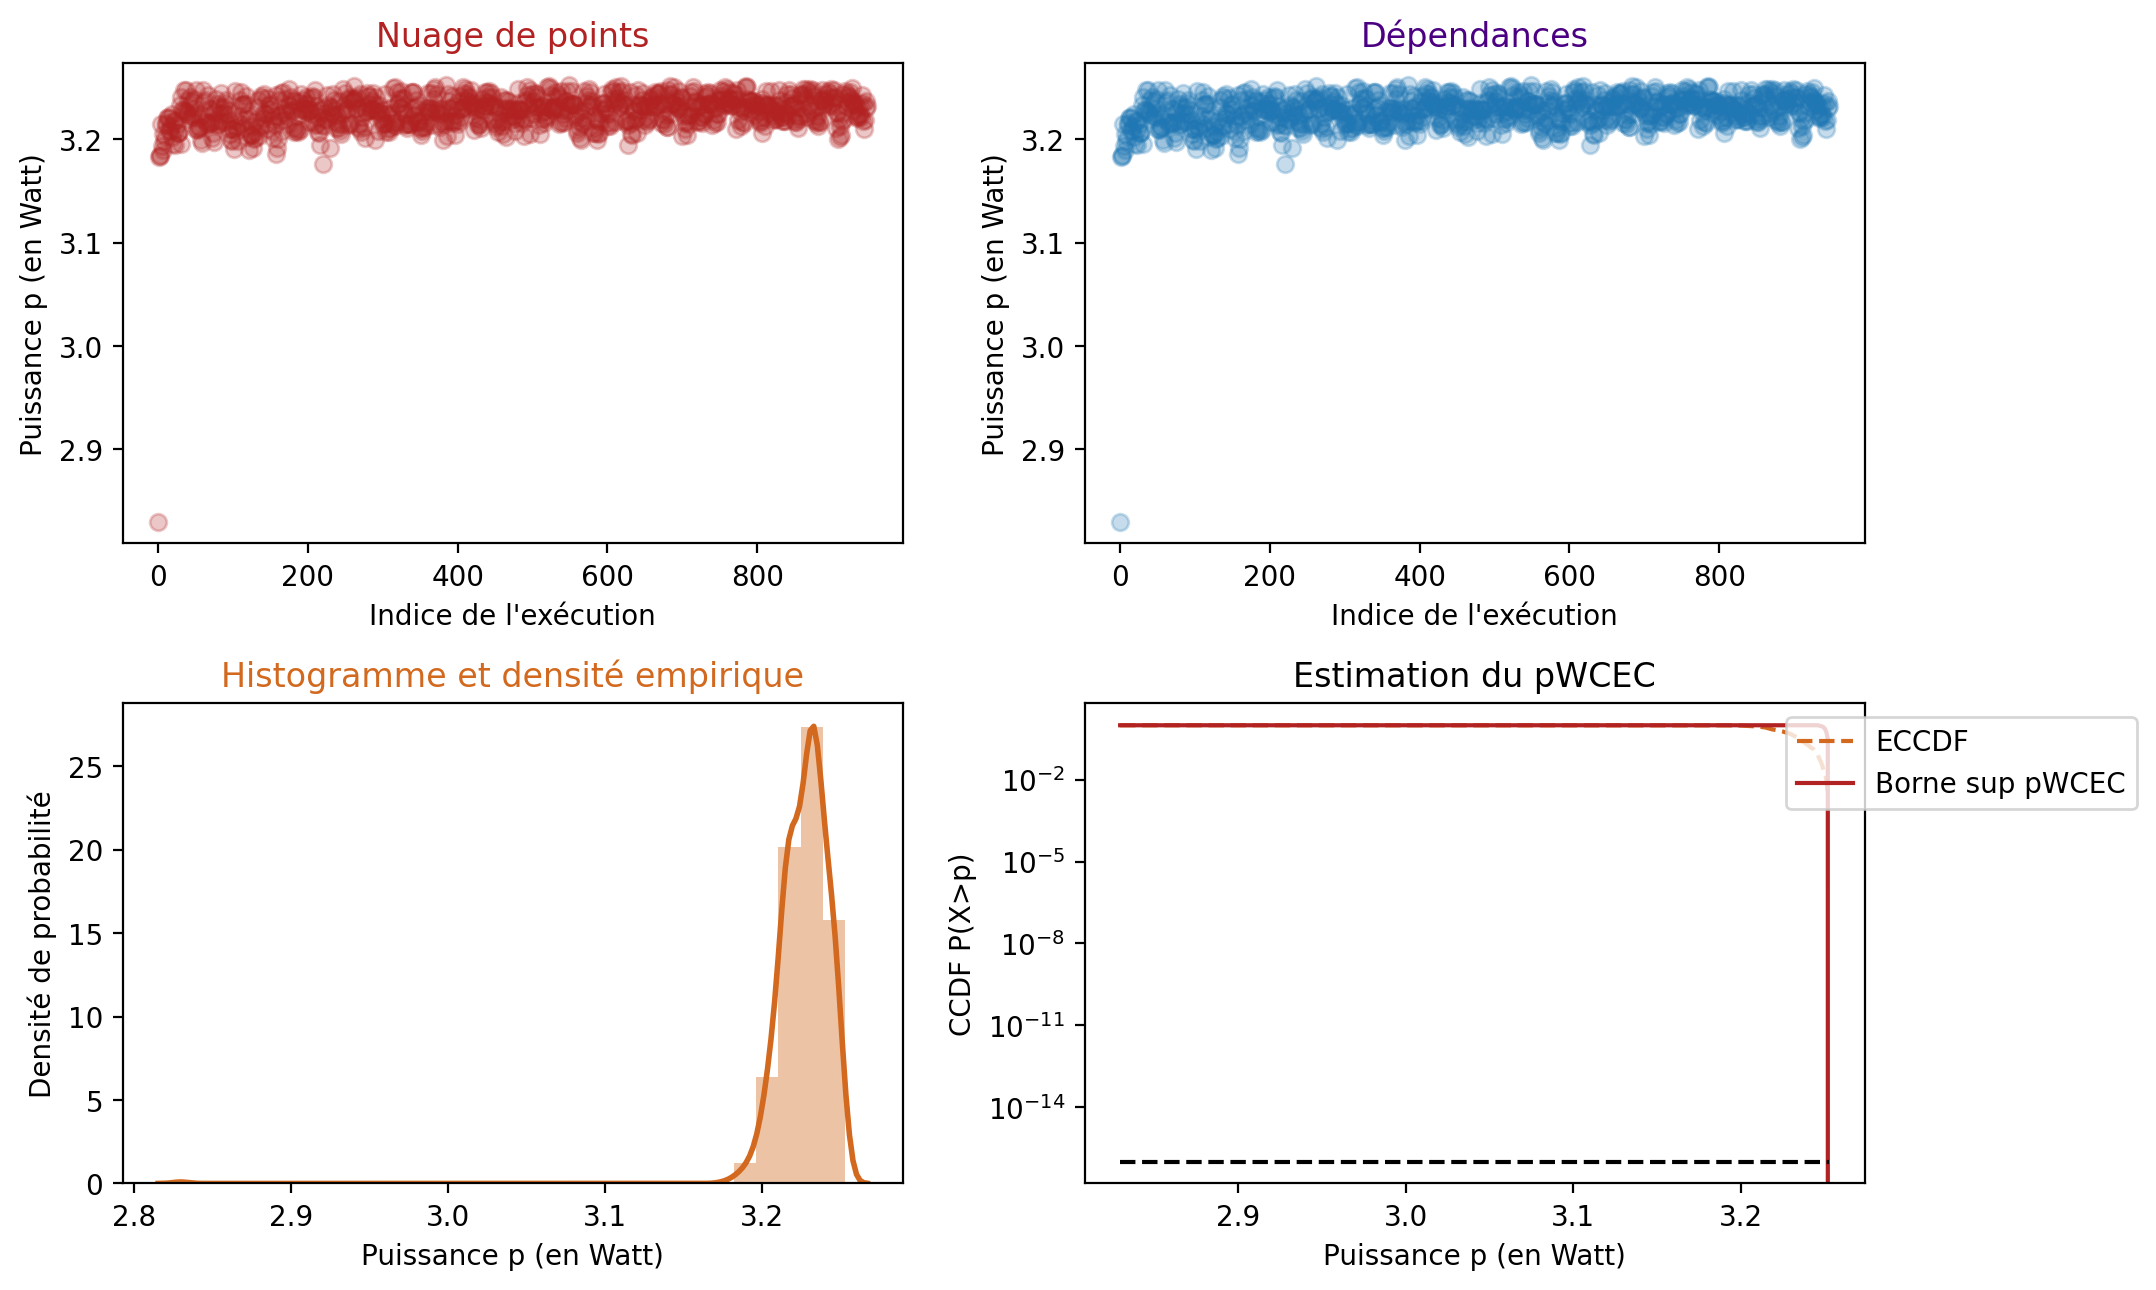 Nuage de points
Puissance p (en Watt)
3.2
3.1
3.0
2.9
0 200 400 600 800
Indice de l'exécution
Dépendances
Puissance p (en Watt)
3.2
3.1
3.0
2.9
0 200 400 600 800
Indice de l'exécution
Histogramme et densité empirique
Densité de probabilité
25
20
15
10
5
0
2.8 2.9 3.0 3.1 3.2
Puissance p (en Watt)
Estimation du pWCEC
CCDF P(X>p)
10⁻²
10⁻⁵
10⁻⁸
10⁻¹¹
10⁻¹⁴
ECCDF
Borne sup pWCEC
2.9 3.0 3.1 3.2
Puissance p (en Watt)